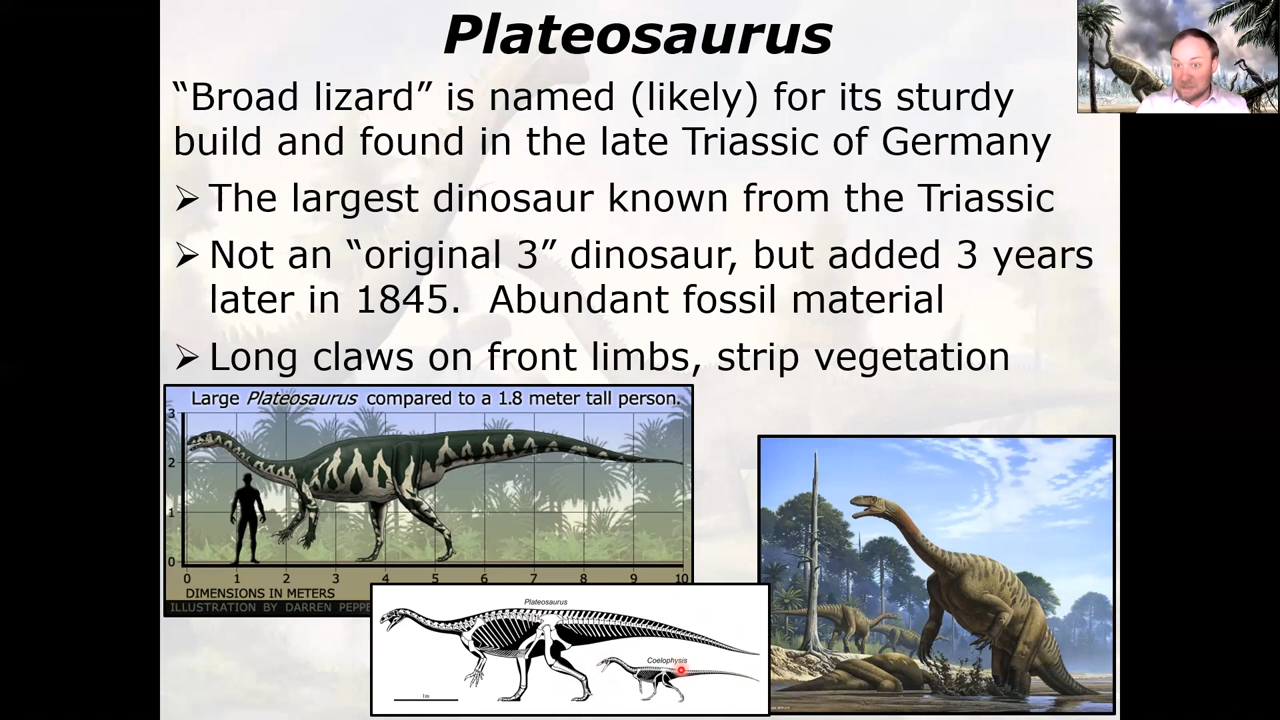 Plateosaurus
“Broad lizard” is named (likely) for its sturdy
build and found in the late Triassic of Germany
➢ The largest dinosaur known from the Triassic
➢ Not an “original 3” dinosaur, but added 3 years
later in 1845.  Abundant fossil material
➢ Long claws on front limbs, strip vegetation
Large Plateosaurus compared to a 1.8 meter tall person.
3
2
1
0
0 1 2 3 4 5 6 7 8 9 10
DIMENSIONS IN METERS
ILLUSTRATION BY DARREN PEPPE
Plateosaurus
Coelophysis
1m